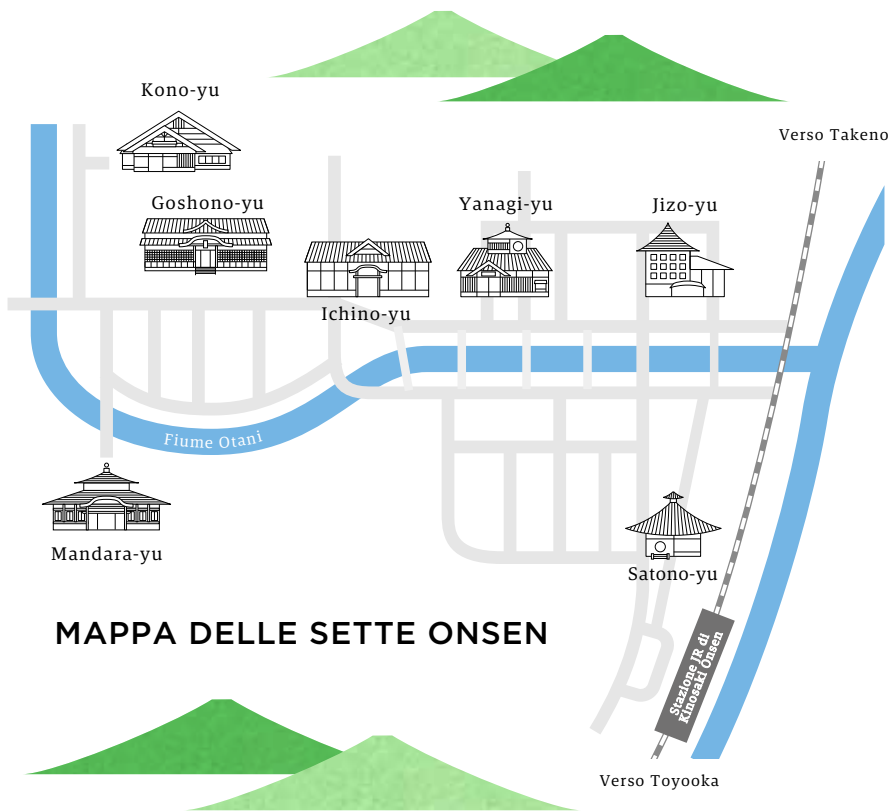 Kono-yu
Verso Takeno
Goshono-yu
Yanagi-yu
Jizo-yu
Ichino-yu
Fiume Otani
Mandara-yu
Satono-yu
MAPPA DELLE SETTE ONSEN
Stazione JR di
Kinosaki Onsen
Verso Toyooka